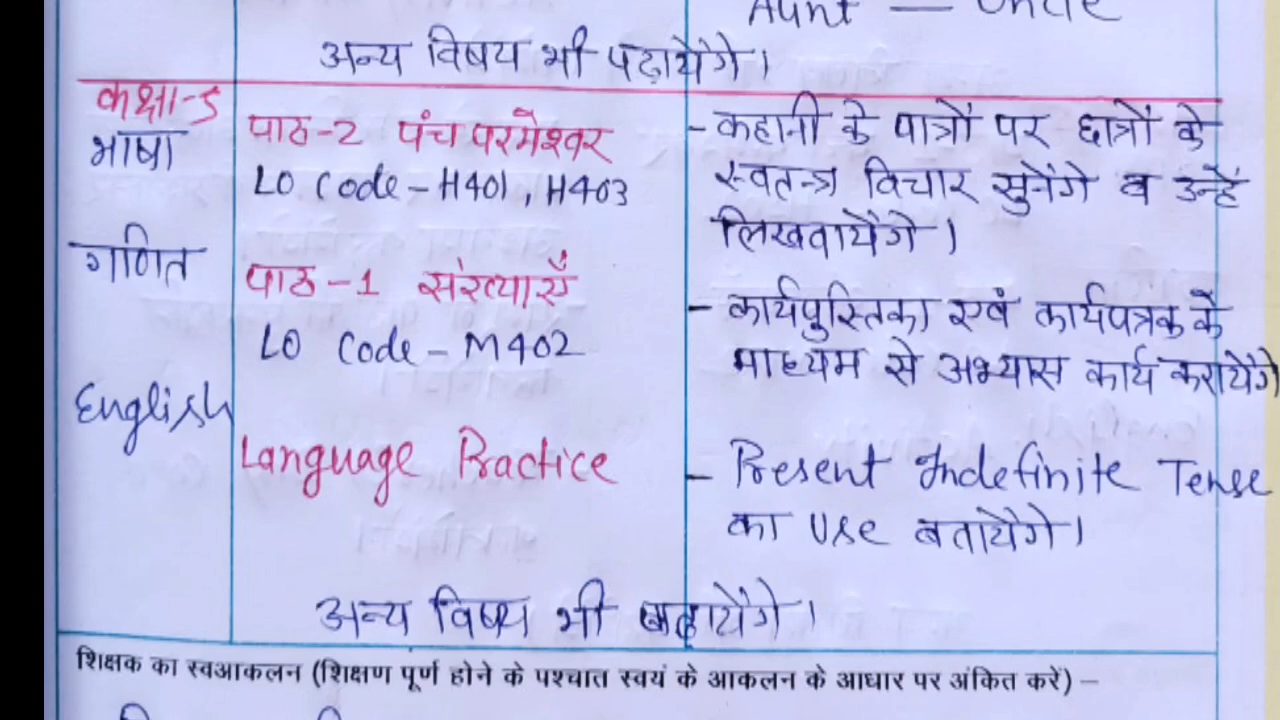 Aunt — Uncle
अन्य विषय भी पढ़ायेंगे।
कक्षा-5
भाषा
पाठ-2 पंच परमेश्वर
LO Code-H401, H403
- कहानी के पात्रों पर छात्रों के
स्वतन्त्र विचार सुनेंगे व उन्हें
लिखवायेंगे।
गणित
पाठ-1 संख्याएँ
LO Code-M402
- कार्यपुस्तिका एवं कार्यपत्रक के
माध्यम से अभ्यास कार्य करायेंगे
English
Language Practice
- Present Indefinite Tense
का Use बतायेंगे।
अन्य विषय भी पढ़ायेंगे।
शिक्षक का स्वआकलन (शिक्षण पूर्ण होने के पश्चात स्वयं के आकलन के आधार पर अंकित करें) –